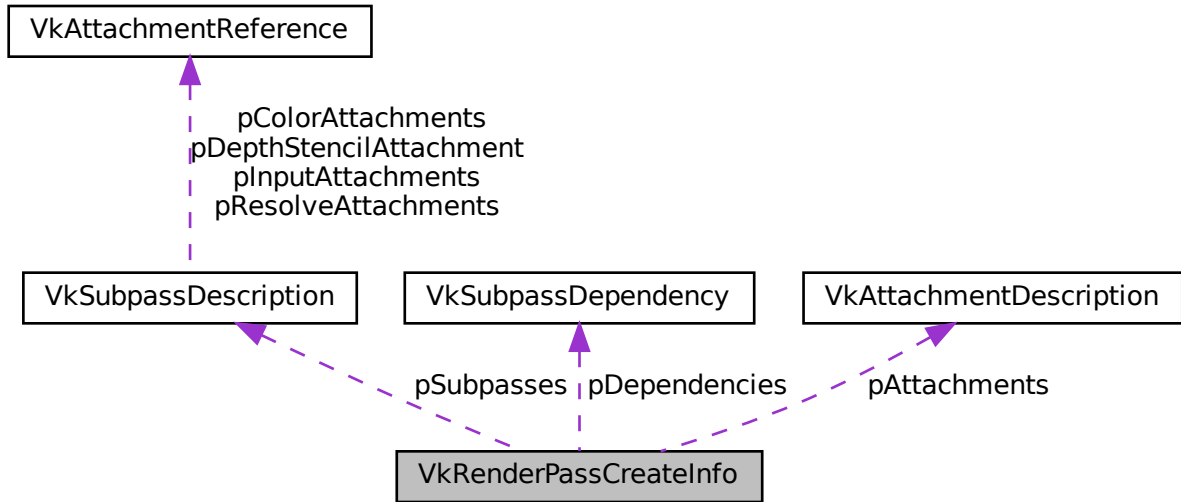 VkAttachmentReference
pColorAttachments
pDepthStencilAttachment
pInputAttachments
pResolveAttachments
VkSubpassDescription
VkSubpassDependency
VkAttachmentDescription
pSubpasses
pDependencies
pAttachments
VkRenderPassCreateInfo